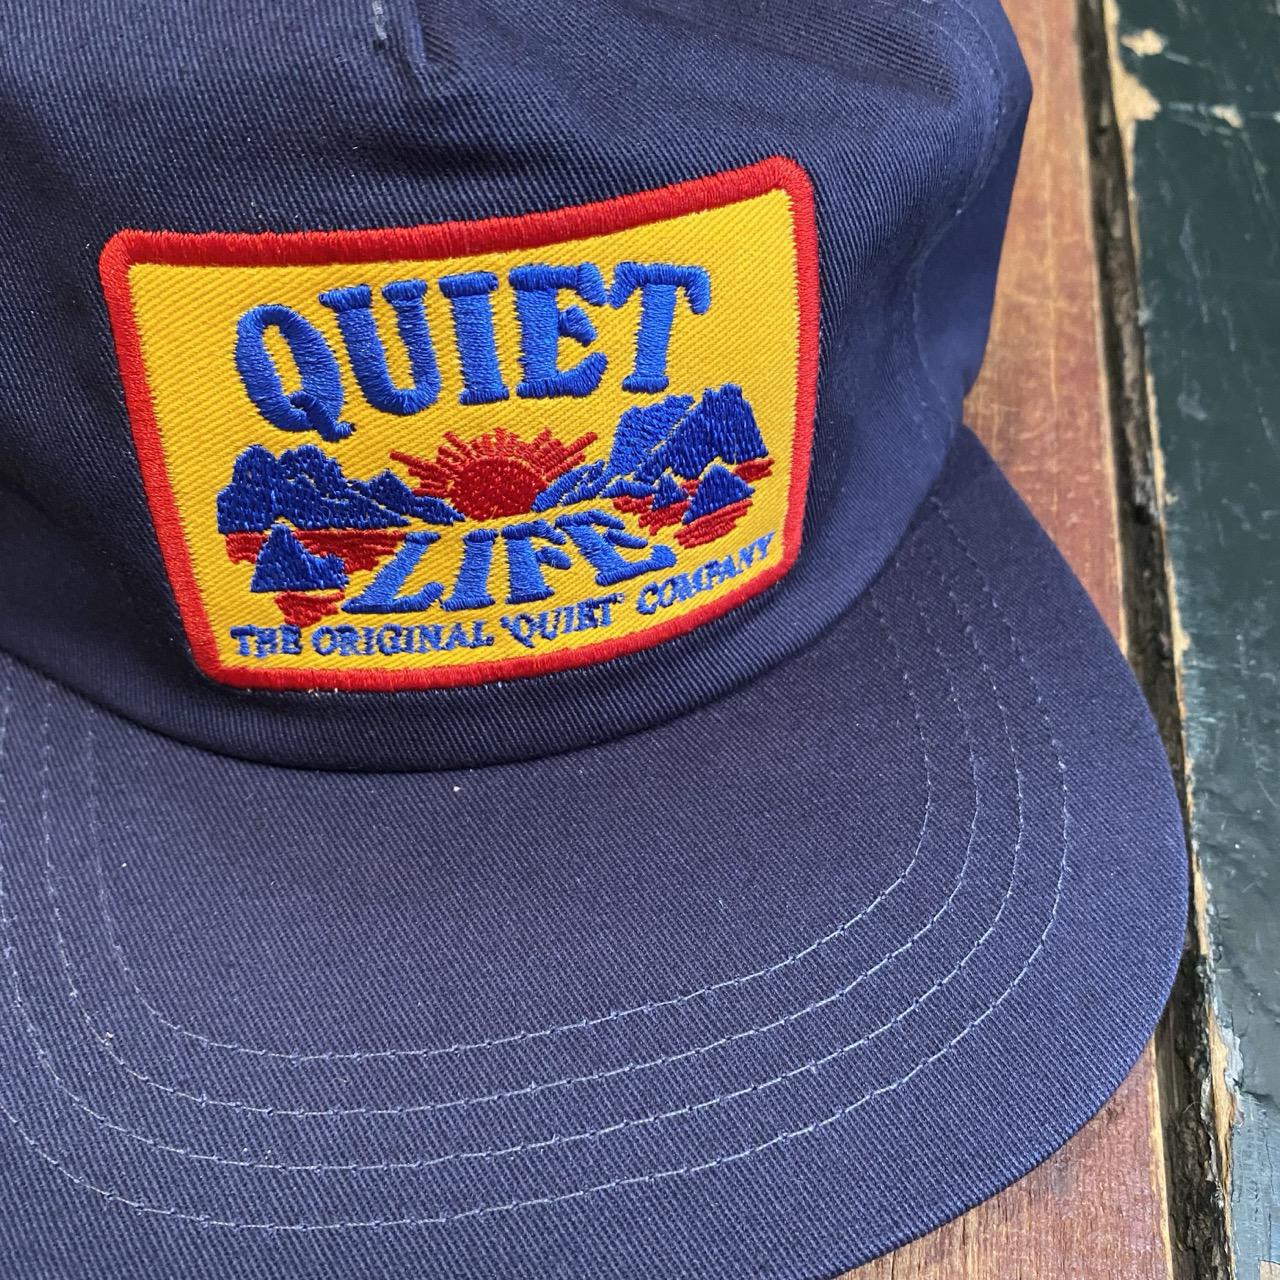 QUIET
LIFE
THE ORIGINAL 'QUIET' COMPANY